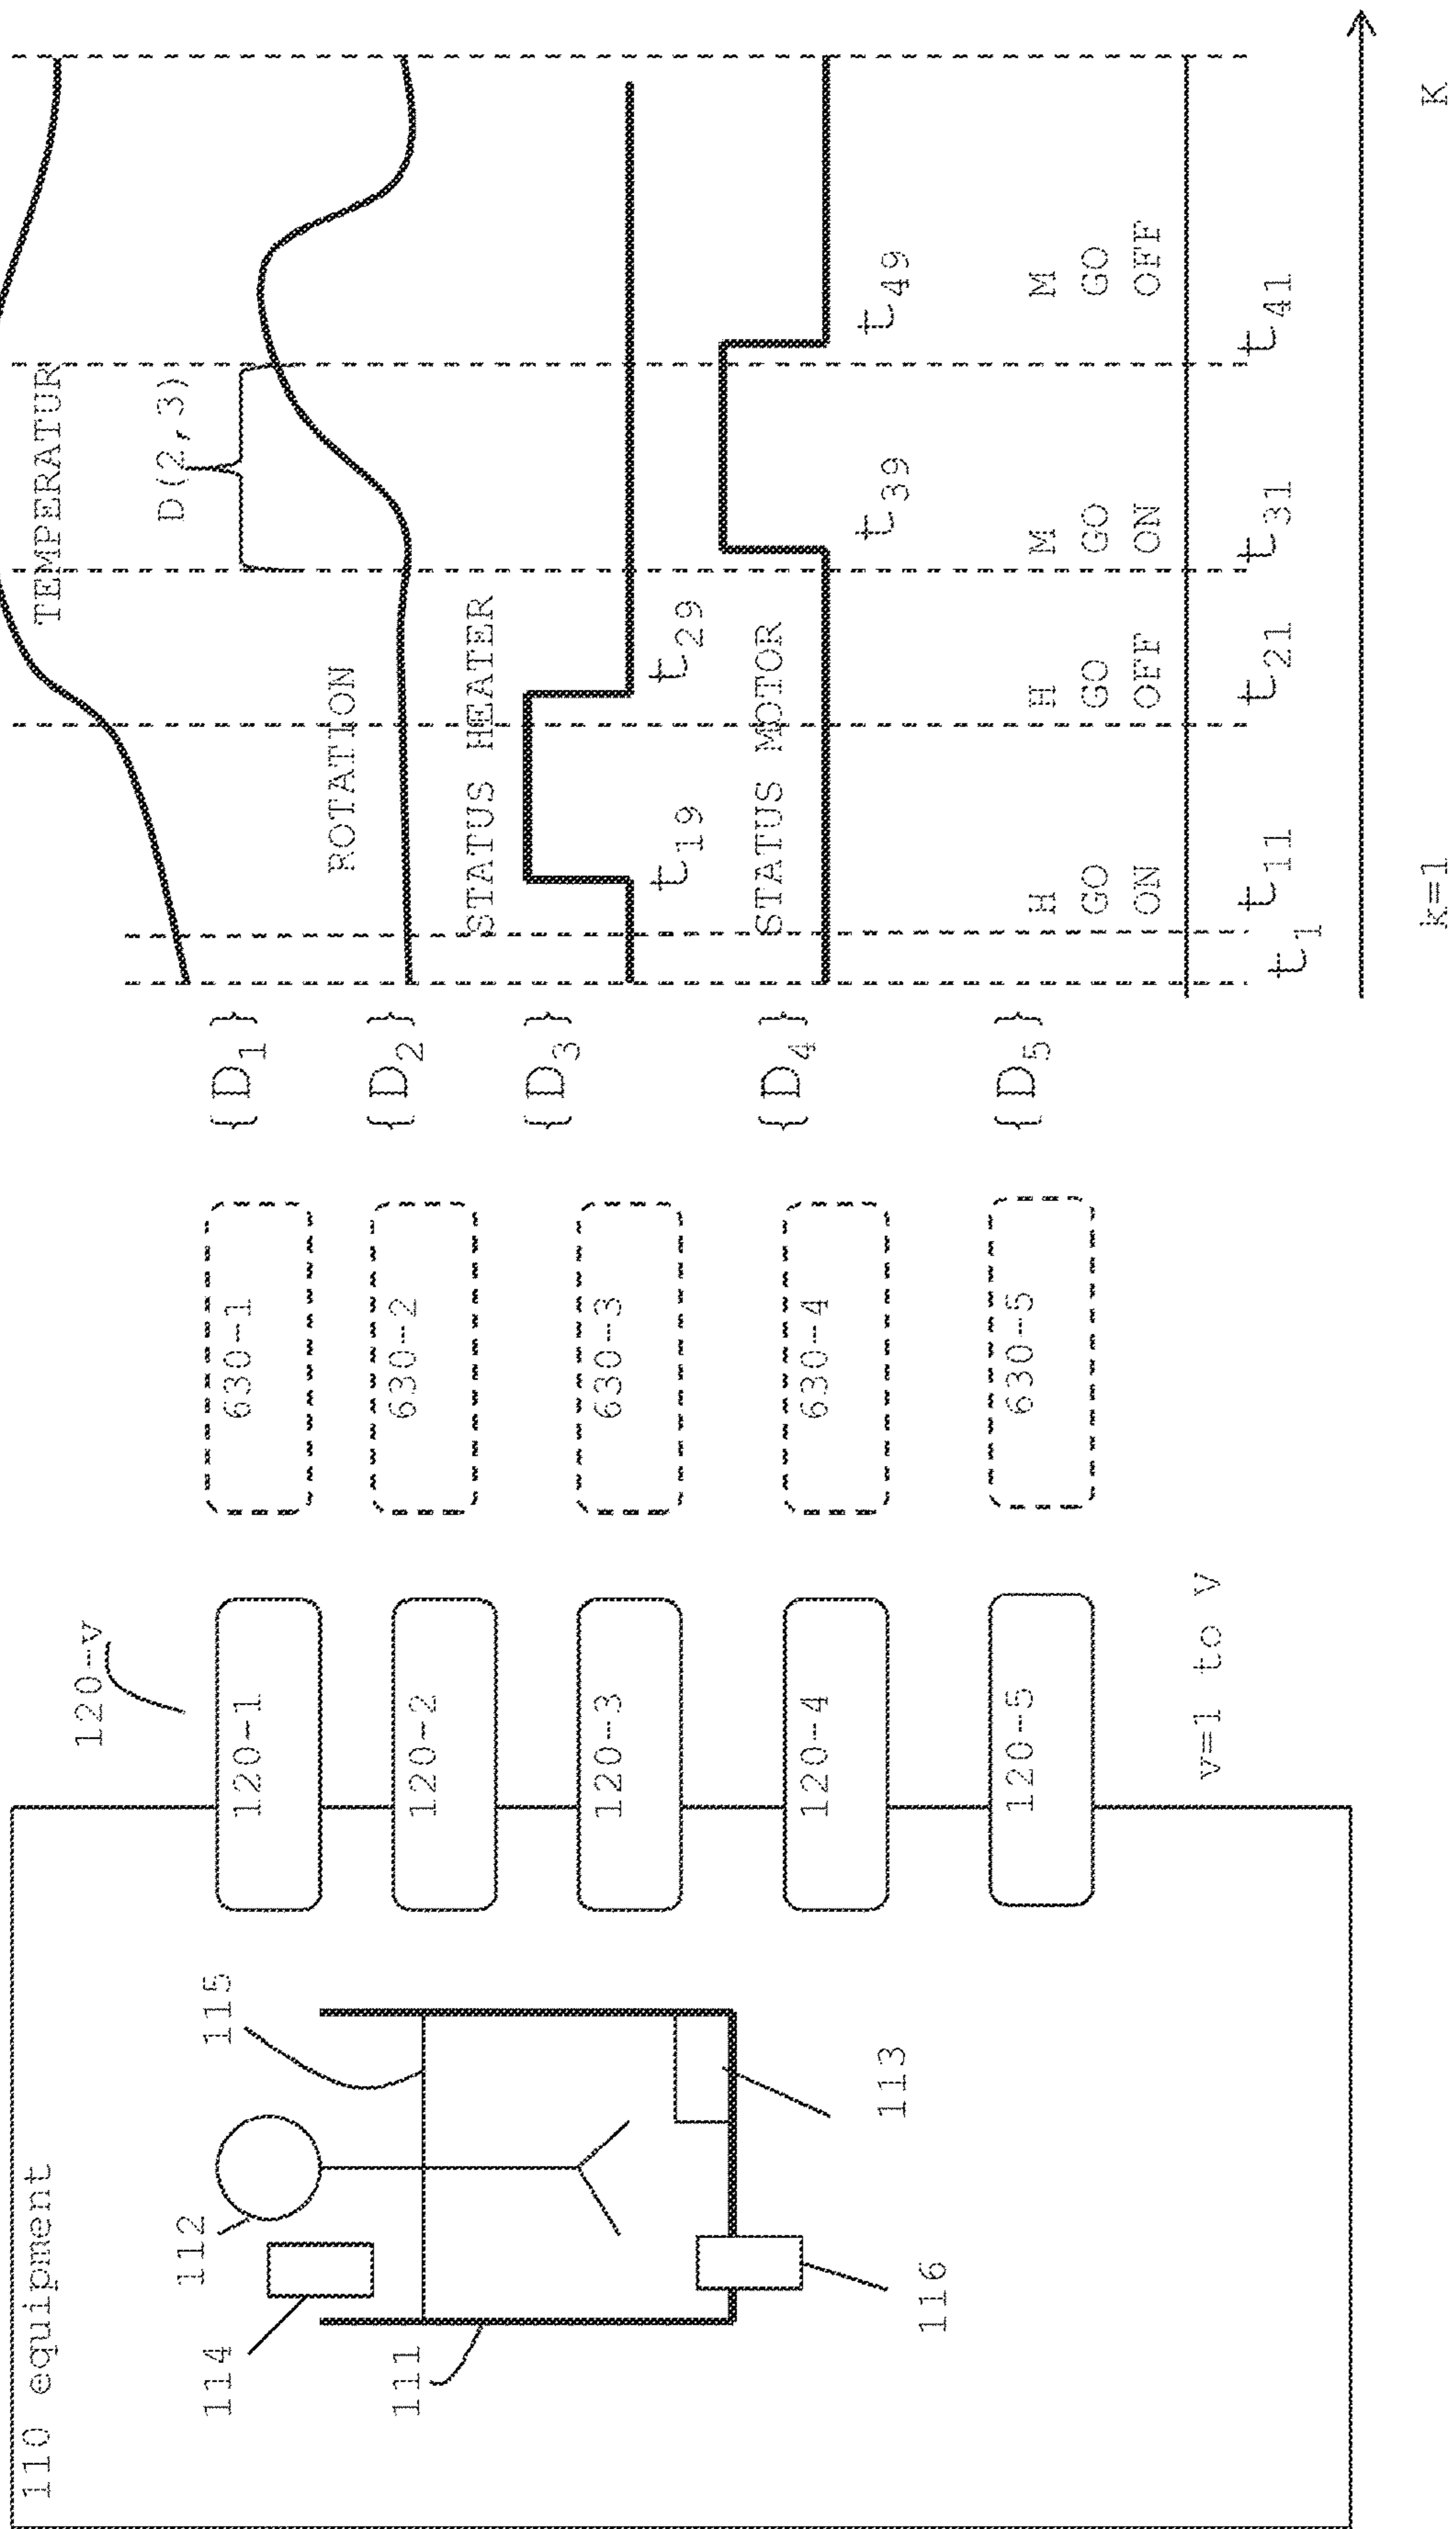 110 equipment
114
112
115
111
116
113
120-v
120-1
120-2
120-3
120-4
120-5
v=1 to V
630-1
630-2
630-3
630-4
630-5
{D1}
{D2}
{D3}
{D4}
{D5}
TEMPERATUR
D(2,3)
ROTATION
STATUS HEATER
t19
t29
STATUS MOTOR
t39
t49
H GO ON
H GO OFF
M GO ON
M GO OFF
t1
t11
t21
t31
t41
k=1
K